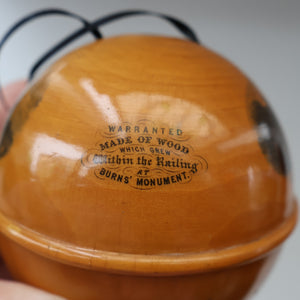 WARRANTED
MADE OF WOOD
WHICH GREW
Within the Railing
AT
BURNS' MONUMENT.